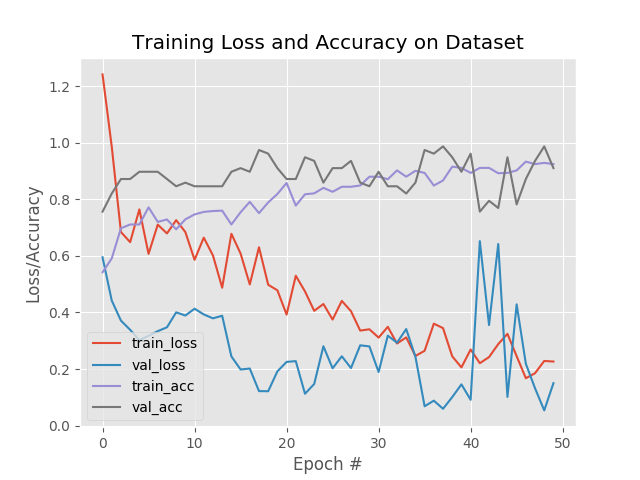 Training Loss and Accuracy on Dataset
Loss/Accuracy
1.2
1.0
0.8
0.6
0.4
0.2
0.0
train_loss
val_loss
train_acc
val_acc
0 10 20 30 40 50
Epoch #